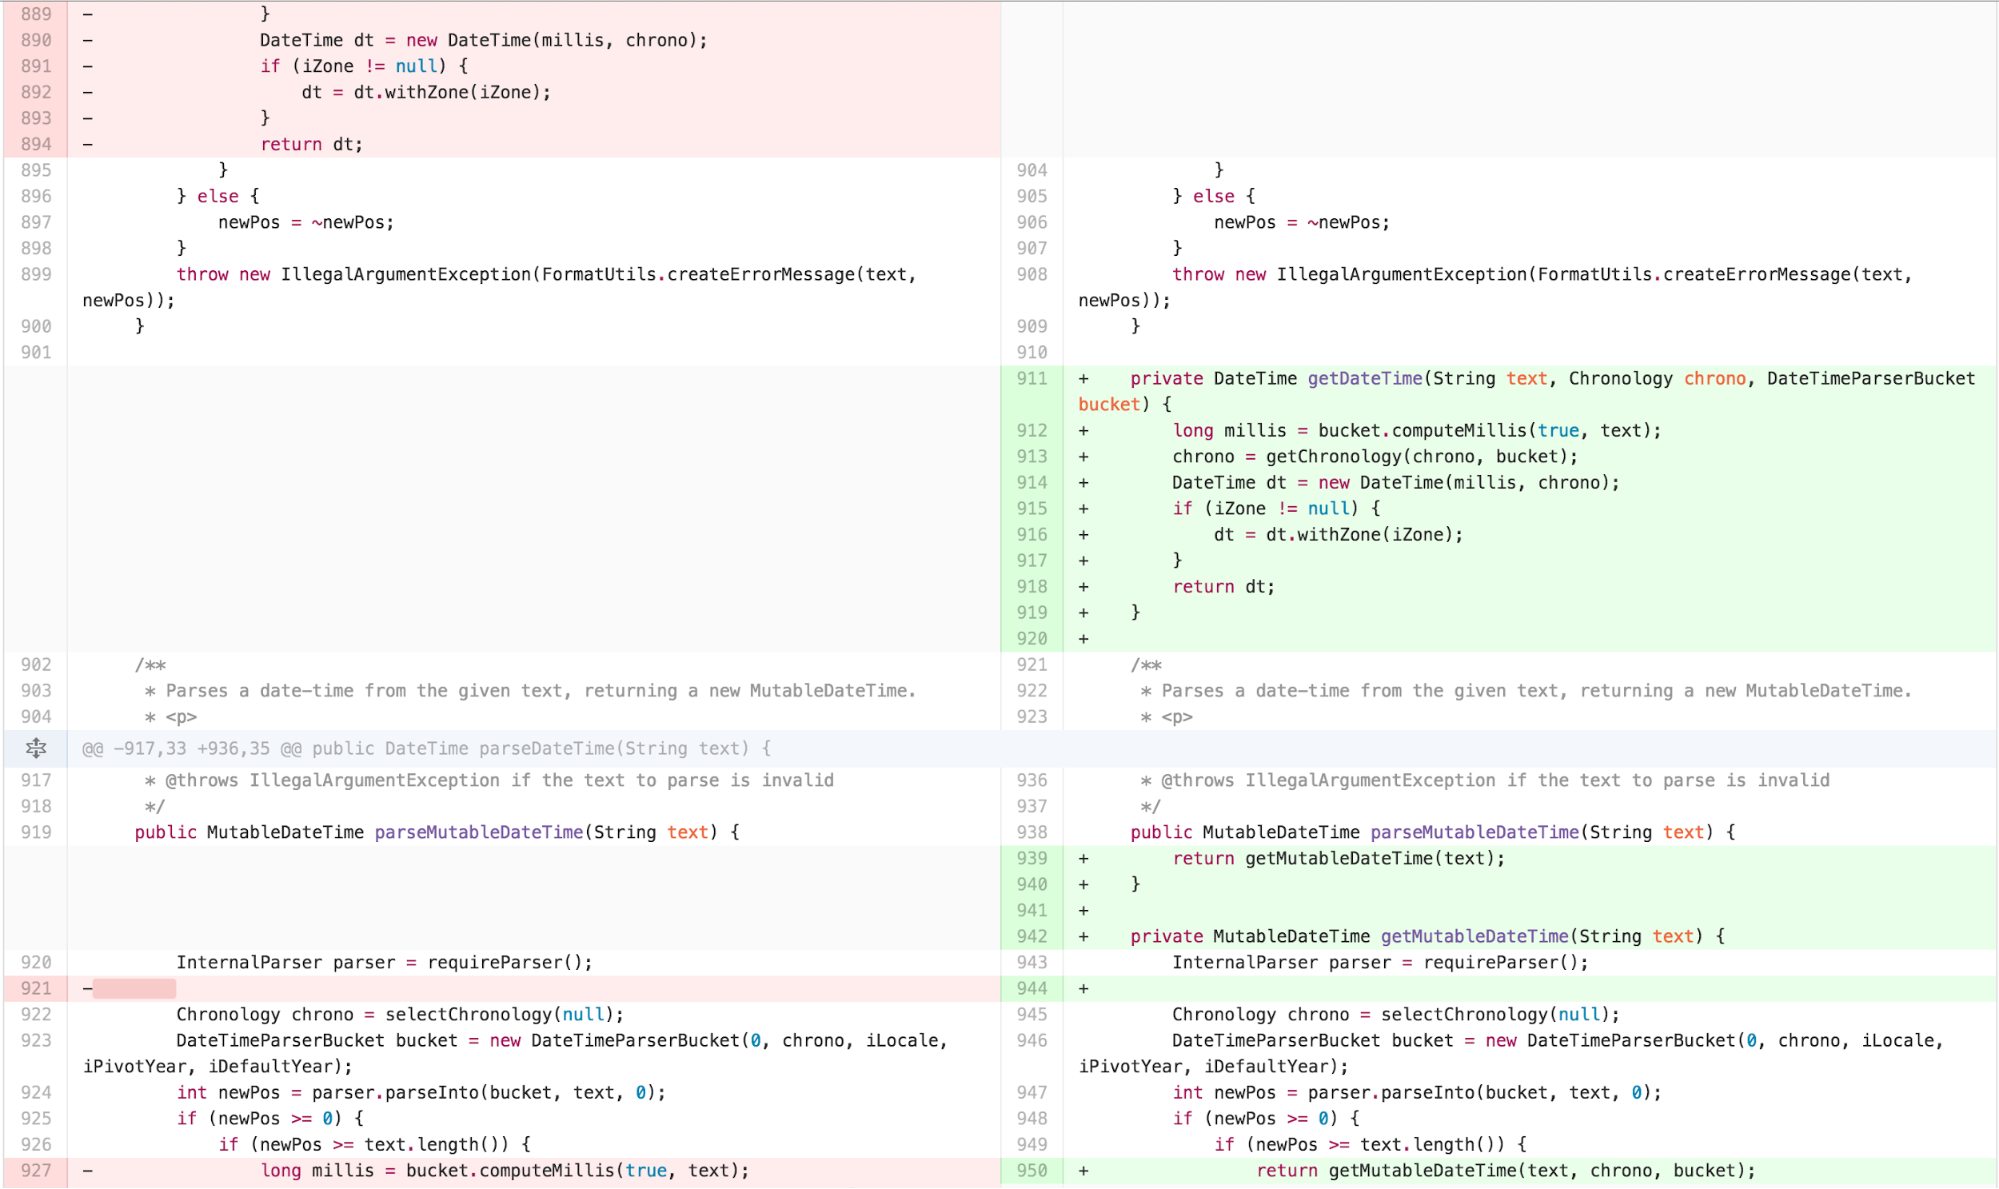 889 - }
890 - DateTime dt = new DateTime(millis, chrono);
891 - if (iZone != null) {
892 - dt = dt.withZone(iZone);
893 - }
894 - return dt;
895 } 904 }
896 } else { 905 } else {
897 newPos = ~newPos; 906 newPos = ~newPos;
898 } 907 }
899 throw new IllegalArgumentException(FormatUtils.createErrorMessage(text, 908 throw new IllegalArgumentException(FormatUtils.createErrorMessage(text,
newPos)); newPos));
900 } 909 }
901 910
911 + private DateTime getDateTime(String text, Chronology chrono, DateTimeParserBucket
bucket) {
912 + long millis = bucket.computeMillis(true, text);
913 + chrono = getChronology(chrono, bucket);
914 + DateTime dt = new DateTime(millis, chrono);
915 + if (iZone != null) {
916 + dt = dt.withZone(iZone);
917 + }
918 + return dt;
919 + }
920 +
902 /** 921 /**
903 * Parses a date-time from the given text, returning a new MutableDateTime. 922 * Parses a date-time from the given text, returning a new MutableDateTime.
904 * <p> 923 * <p>
@@ -917,33 +936,35 @@ public DateTime parseDateTime(String text) {
917 * @throws IllegalArgumentException if the text to parse is invalid 936 * @throws IllegalArgumentException if the text to parse is invalid
918 */ 937 */
919 public MutableDateTime parseMutableDateTime(String text) { 938 public MutableDateTime parseMutableDateTime(String text) {
939 + return getMutableDateTime(text);
940 + }
941 +
942 + private MutableDateTime getMutableDateTime(String text) {
920 InternalParser parser = requireParser(); 943 InternalParser parser = requireParser();
921 - 944 +
922 Chronology chrono = selectChronology(null); 945 Chronology chrono = selectChronology(null);
923 DateTimeParserBucket bucket = new DateTimeParserBucket(0, chrono, iLocale, 946 DateTimeParserBucket bucket = new DateTimeParserBucket(0, chrono, iLocale,
iPivotYear, iDefaultYear); iPivotYear, iDefaultYear);
924 int newPos = parser.parseInto(bucket, text, 0); 947 int newPos = parser.parseInto(bucket, text, 0);
925 if (newPos >= 0) { 948 if (newPos >= 0) {
926 if (newPos >= text.length()) { 949 if (newPos >= text.length()) {
927 - long millis = bucket.computeMillis(true, text); 950 + return getMutableDateTime(text, chrono, bucket);